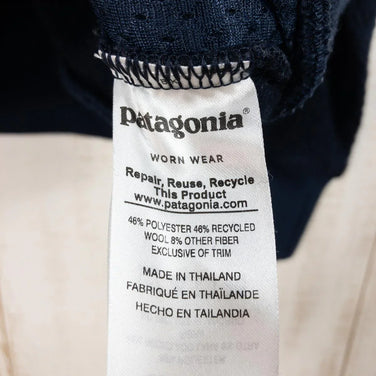 Patagonia®
WORN WEAR
Repair, Reuse, Recycle
This Product
www.patagonia.com
46% POLYESTER 46% RECYCLED
WOOL 8% OTHER FIBER
EXCLUSIVE OF TRIM
MADE IN THAILAND
FABRIQUÉ EN THAÏLANDE
HECHO EN TAILANDIA